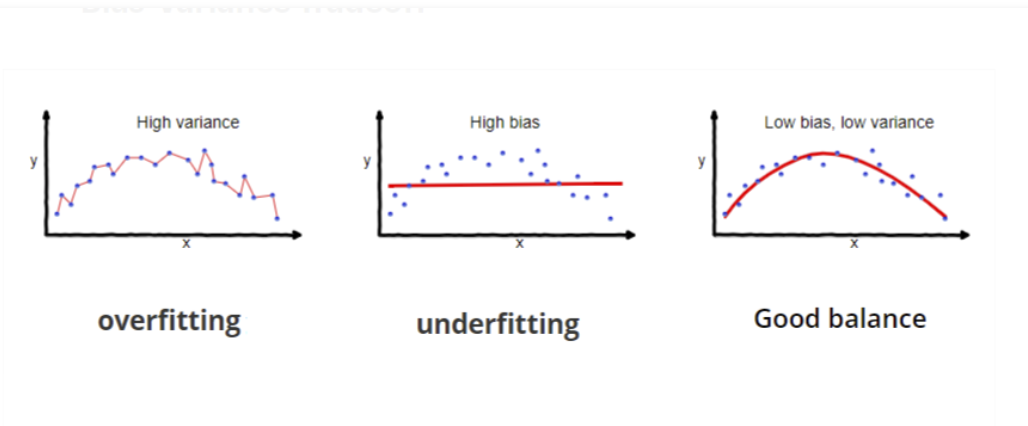 High variance
y
x
overfitting
High bias
y
x
underfitting
Low bias, low variance
y
x
Good balance